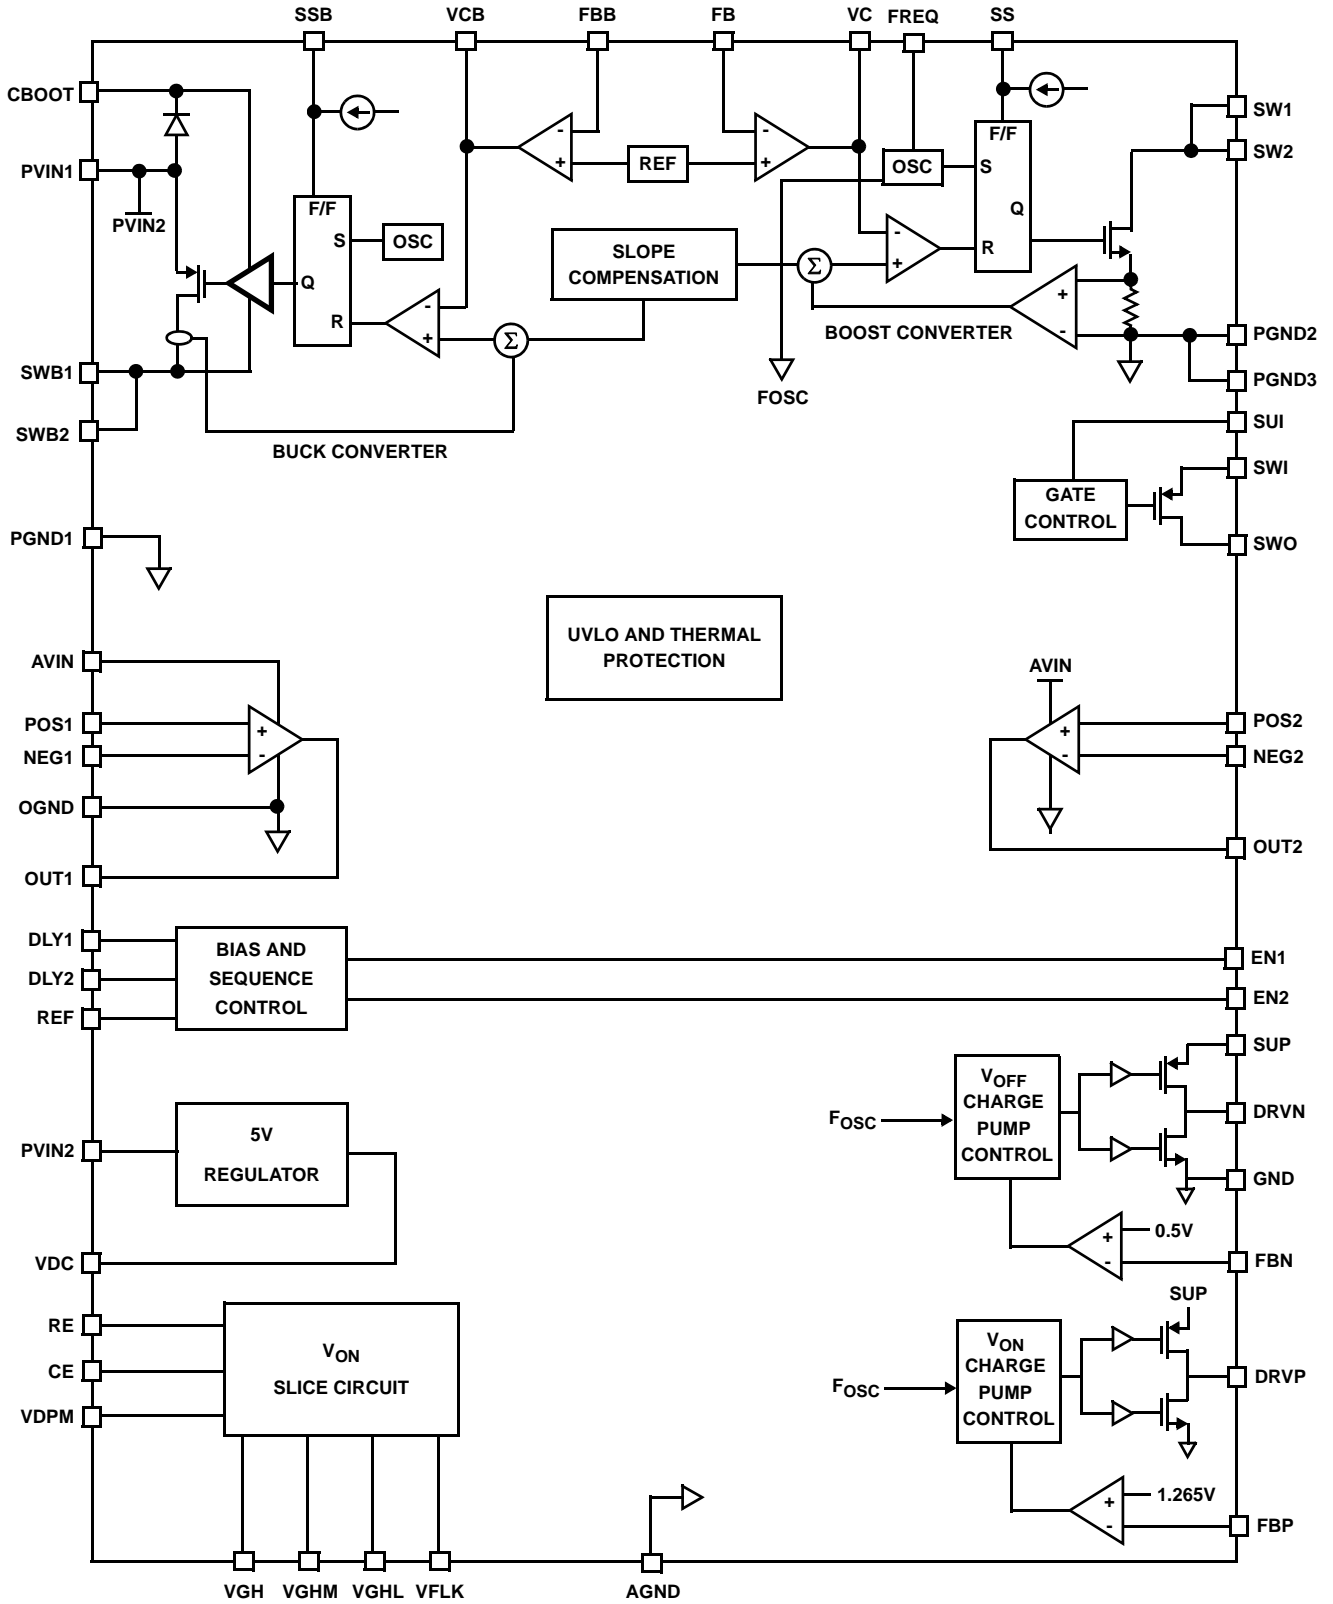 SSB VCB FBB FB VC FREQ SS
CBOOT
SW1
F/F
- -
+ +
REF
OSC
S
SW2
PVIN1
PVIN2
F/F
S
OSC
Q
R
Q
R
SLOPE
COMPENSATION
Σ
-
+
+
-
BOOST CONVERTER
-
+
Σ
PGND2
SWB1
PGND3
FOSC
SWB2
BUCK CONVERTER
SUI
SWI
GATE
CONTROL
SWO
PGND1
UVLO AND THERMAL
PROTECTION
AVIN
AVIN
POS1
+
+
POS2
NEG1
-
-
NEG2
OGND
OUT2
OUT1
DLY1
DLY2
REF
BIAS AND
SEQUENCE
CONTROL
EN1
EN2
SUP
VOFF
CHARGE
PUMP
CONTROL
FOSC
DRVN
GND
PVIN2
5V
REGULATOR
+
-
0.5V
FBN
VDC
SUP
RE
CE
VDPM
VON
SLICE CIRCUIT
FOSC
VON
CHARGE
PUMP
CONTROL
DRVP
+
-
1.265V
FBP
VGH VGHM VGHL VFLK AGND